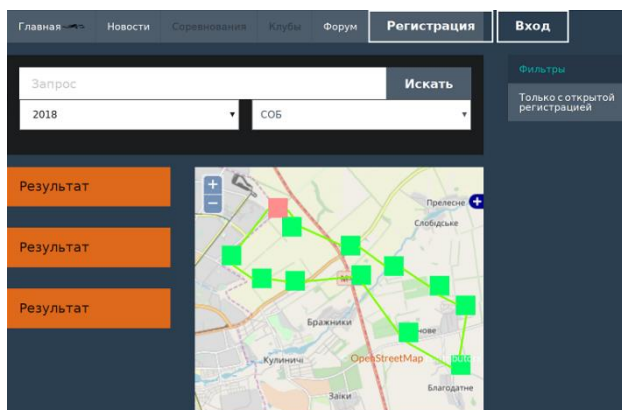 Главная Новости Соревнования Клубы Форум Регистрация Вход
Запрос Искать
2018 СОБ
Фильтры
Только с открытой
регистрацией
Результат
Результат
Результат
Прелесне
Слобідське
Бражники
Кулиничі
OpenStreetMap
Благодатне
Заїки